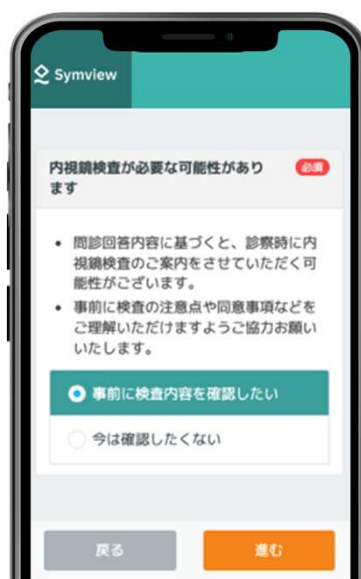 Symview
内視鏡検査が必要な可能性があり
ます
必須
• 問診回答内容に基づくと、診察時に内
視鏡検査のご案内をさせていただく可
能性がございます。
• 事前に検査の注意点や同意事項などを
ご理解いただけますようご協力お願い
いたします。
事前に検査内容を確認したい
今は確認したくない
戻る
進む